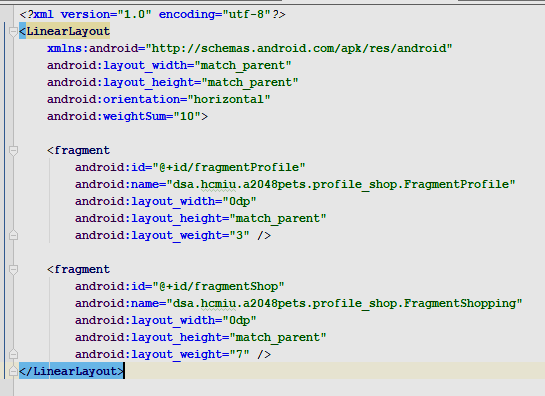 <?xml version="1.0" encoding="utf-8"?>
<LinearLayout
xmlns:android="http://schemas.android.com/apk/res/android"
android:layout_width="match_parent"
android:layout_height="match_parent"
android:orientation="horizontal"
android:weightSum="10">
<fragment
android:id="@+id/fragmentProfile"
android:name="dsa.hcmiu.a2048pets.profile_shop.FragmentProfile"
android:layout_width="0dp"
android:layout_height="match_parent"
android:layout_weight="3" />
<fragment
android:id="@+id/fragmentShop"
android:name="dsa.hcmiu.a2048pets.profile_shop.FragmentShopping"
android:layout_width="0dp"
android:layout_height="match_parent"
android:layout_weight="7" />
</LinearLayout>